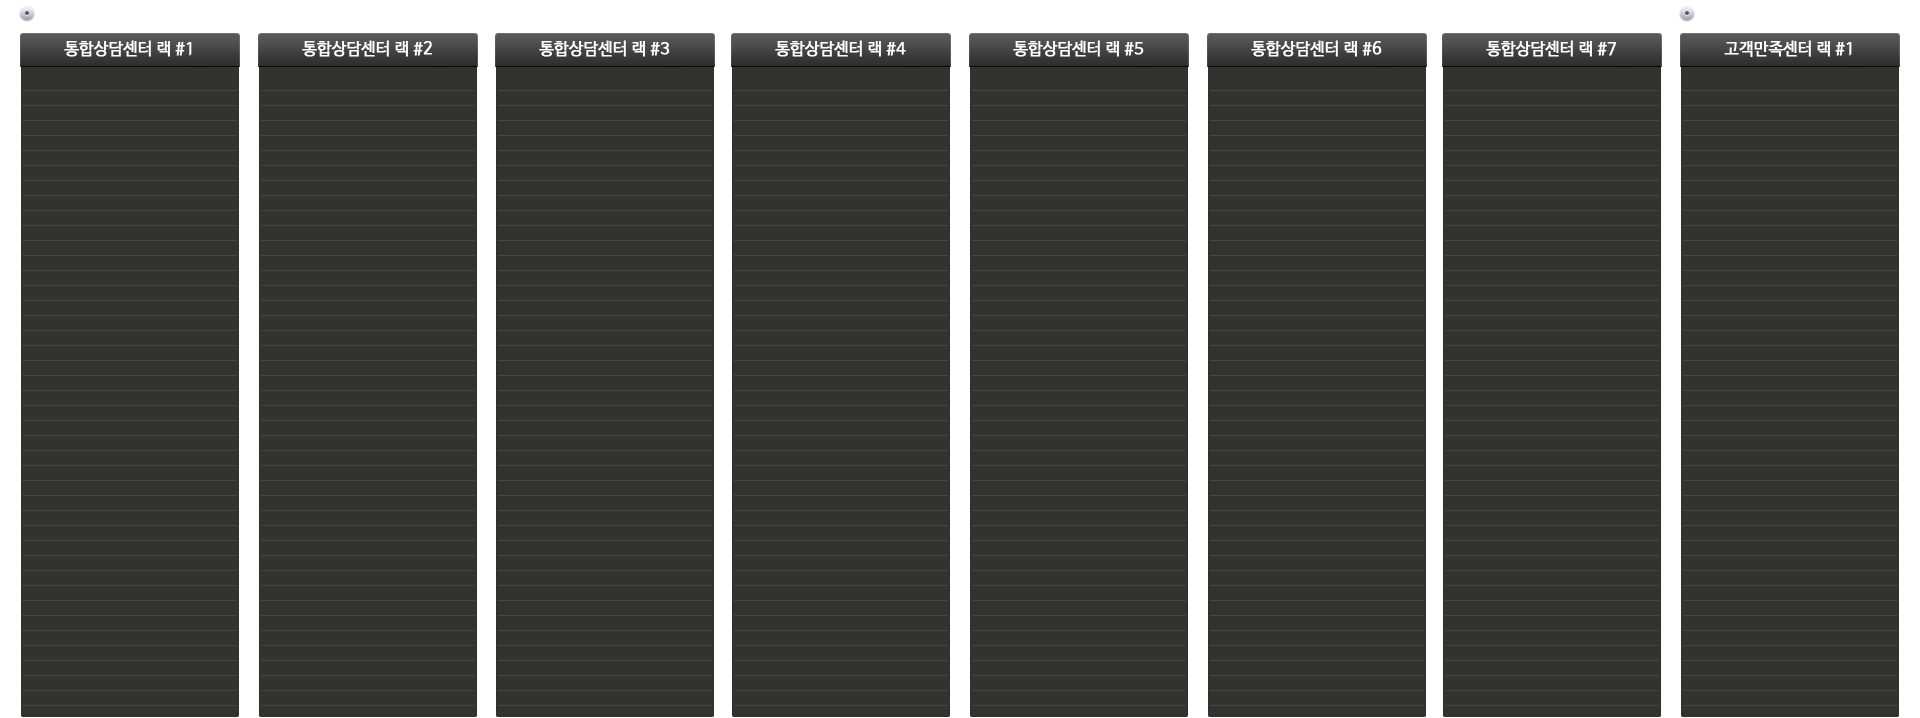 통합상담센터 랙 #1
통합상담센터 랙 #2
통합상담센터 랙 #3
통합상담센터 랙 #4
통합상담센터 랙 #5
통합상담센터 랙 #6
통합상담센터 랙 #7
고객만족센터 랙 #1